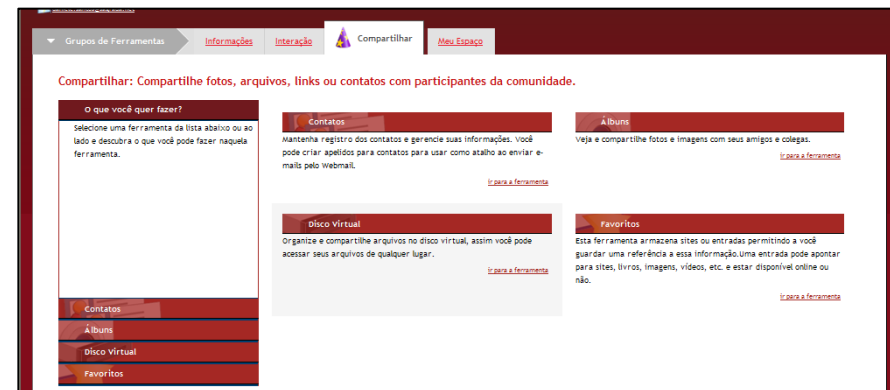 Grupos de Ferramentas
Informações
Interação
Compartilhar
Meu Espaço
Compartilhar: Compartilhe fotos, arquivos, links ou contatos com participantes da comunidade.
O que você quer fazer?
Selecione uma ferramenta da lista abaixo ou ao
lado e descubra o que você pode fazer naquela
ferramenta.
Contatos
Álbuns
Disco Virtual
Favoritos
Contatos
Mantenha registro dos contatos e gerencie suas informações. Você
pode criar apelidos para contatos para usar como atalho ao enviar e-
mails pelo Webmail.
ir para a ferramenta
Álbuns
Veja e compartilhe fotos e imagens com seus amigos e colegas.
ir para a ferramenta
Disco Virtual
Organize e compartilhe arquivos no disco virtual, assim você pode
acessar seus arquivos de qualquer lugar.
ir para a ferramenta
Favoritos
Esta ferramenta armazena sites ou entradas permitindo a você
guardar uma referência a essa informação.Uma entrada pode apontar
para sites, livros, imagens, vídeos, etc. e estar disponível online ou
não.
ir para a ferramenta